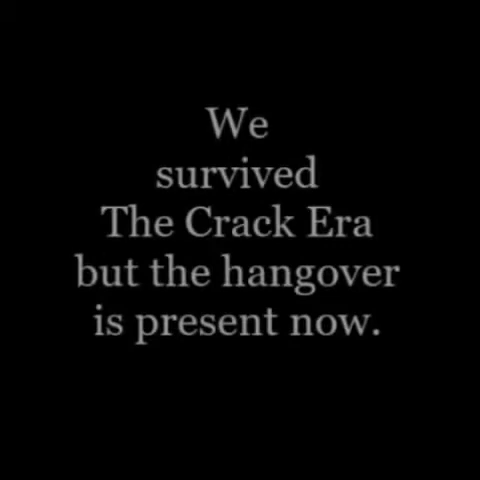 We
survived
The Crack Era
but the hangover
is present now.